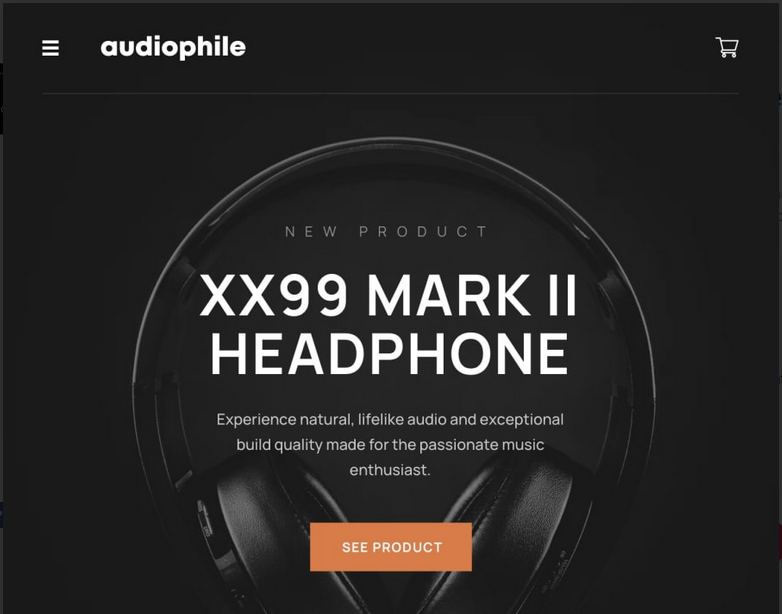 audiophile
NEW PRODUCT
XX99 MARK II
HEADPHONE
Experience natural, lifelike audio and exceptional
build quality made for the passionate music
enthusiast.
SEE PRODUCT